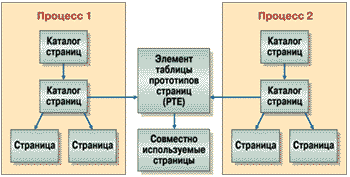 Процесс 1
Каталог
страниц
Каталог
страниц
Страница
Страница
Элемент
таблицы
прототипов
страниц
(PTE)
Совместно
используемые
страницы
Процесс 2
Каталог
страниц
Каталог
страниц
Страница
Страница